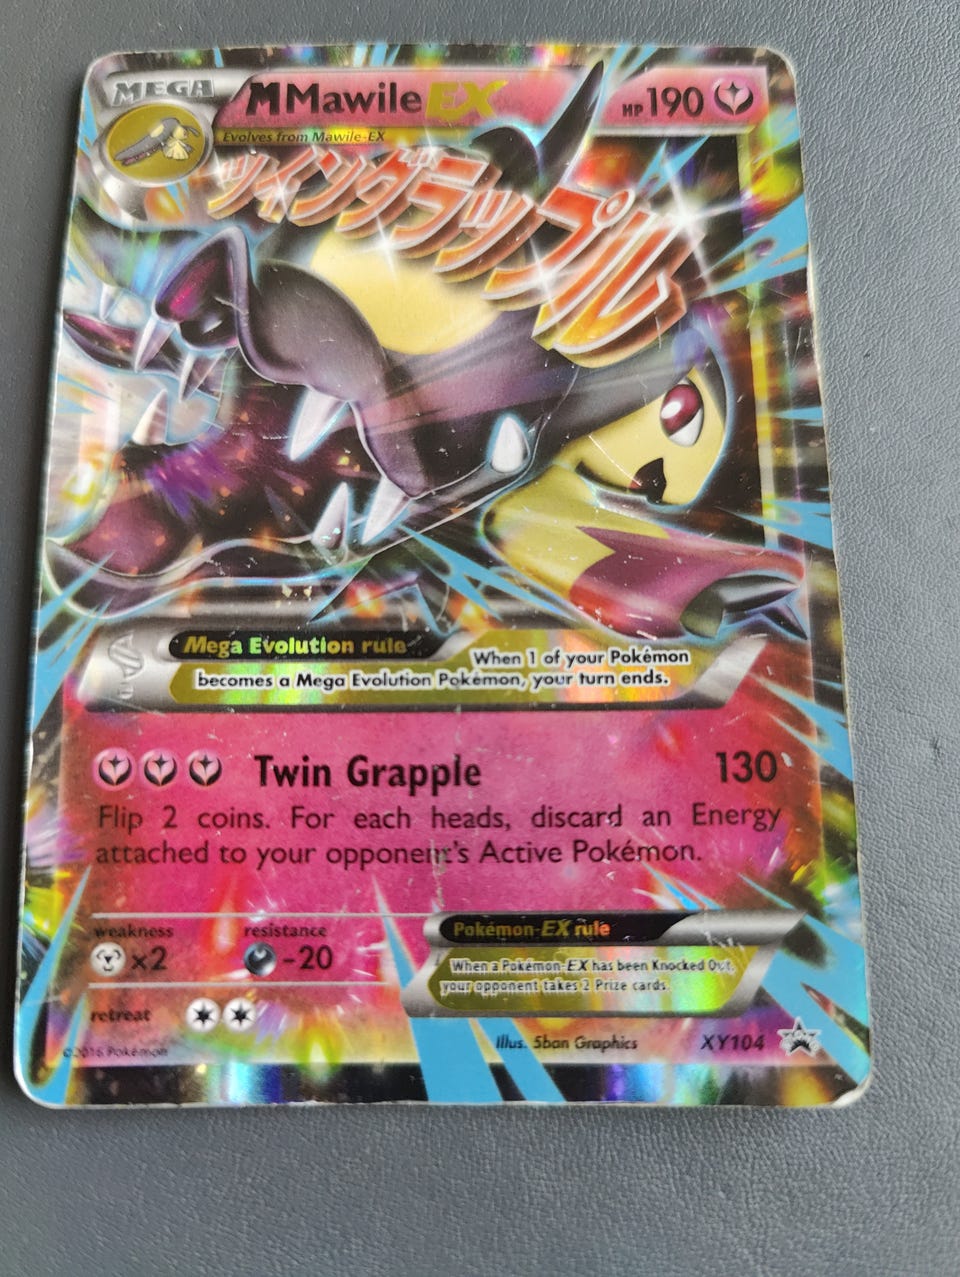 MEGA
M Mawile EX
HP 190
Evolves from Mawile-EX
ツイングラップル
Mega Evolution rule
When 1 of your Pokémon
becomes a Mega Evolution Pokémon, your turn ends.
Twin Grapple 130
Flip 2 coins. For each heads, discard an Energy
attached to your opponent's Active Pokémon.
weakness resistance
×2 -20
Pokémon-EX rule
When a Pokémon-EX has been Knocked Out,
your opponent takes 2 Prize cards.
retreat
Illus. 5ban Graphics XY104
©2016 Pokémon